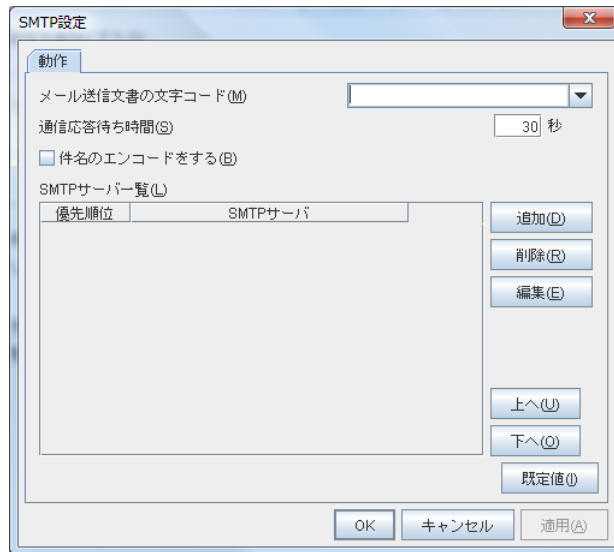 SMTP設定
動作
メール送信文書の文字コード(M)
通信応答待ち時間(S) 30 秒
件名のエンコードをする(B)
SMTPサーバ一覧(L)
優先順位 SMTPサーバ
追加(D)
削除(R)
編集(E)
上へ(U)
下へ(O)
既定値(I)
OK キャンセル 適用(A)